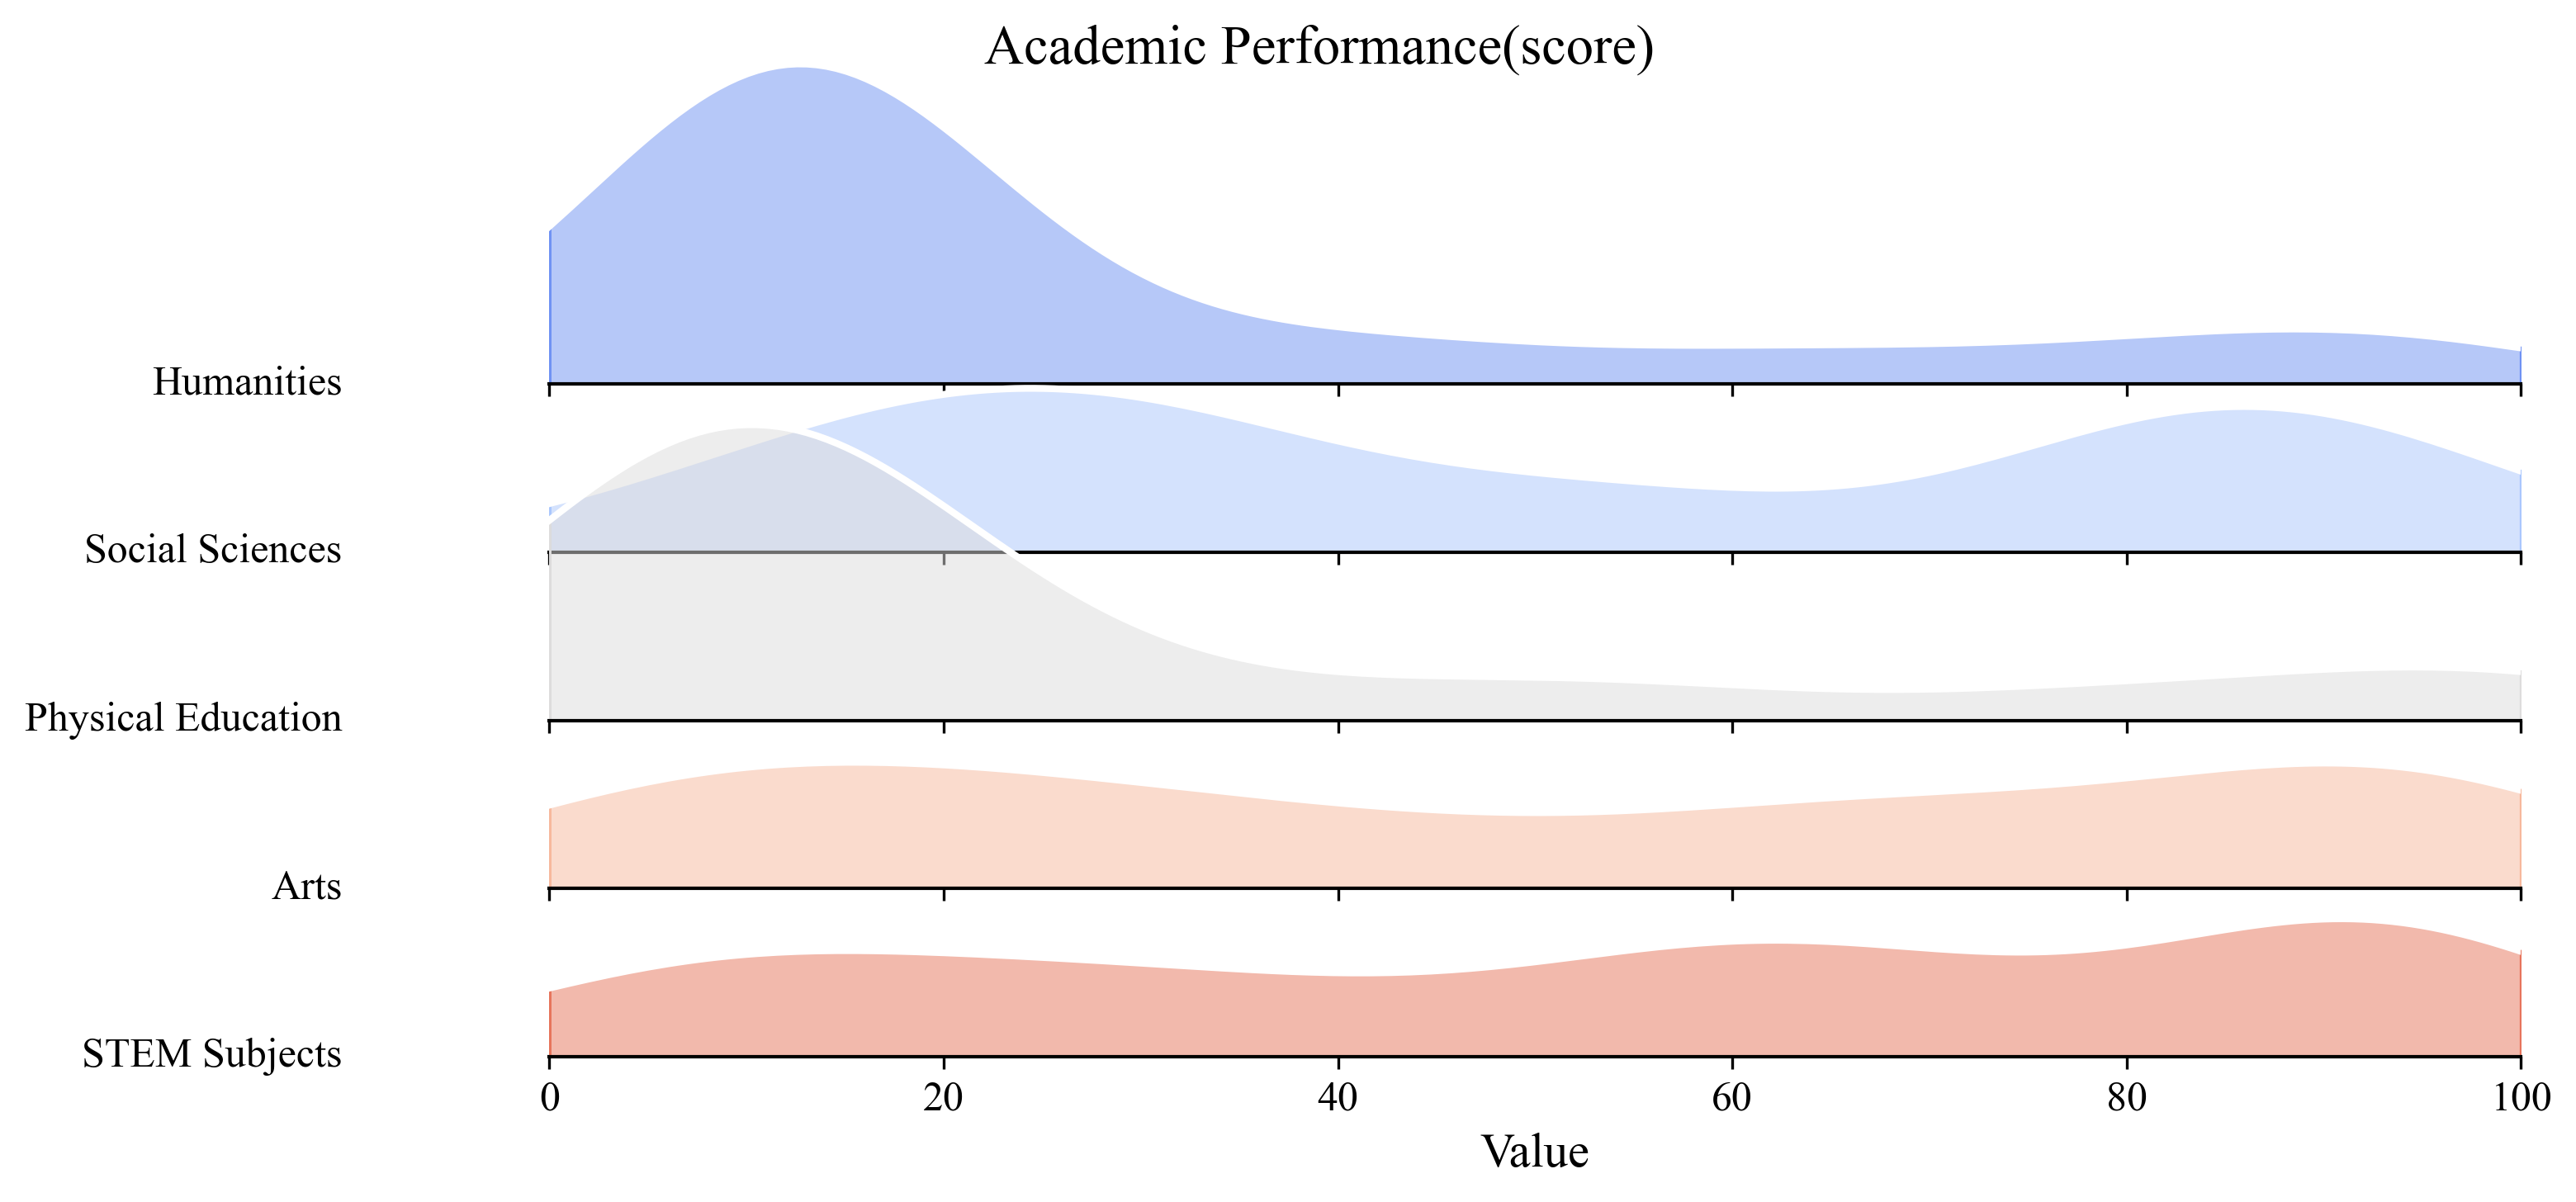 Academic Performance(score)
Humanities
Social Sciences
Physical Education
Arts
STEM Subjects
0 20 40 60 80 100
Value